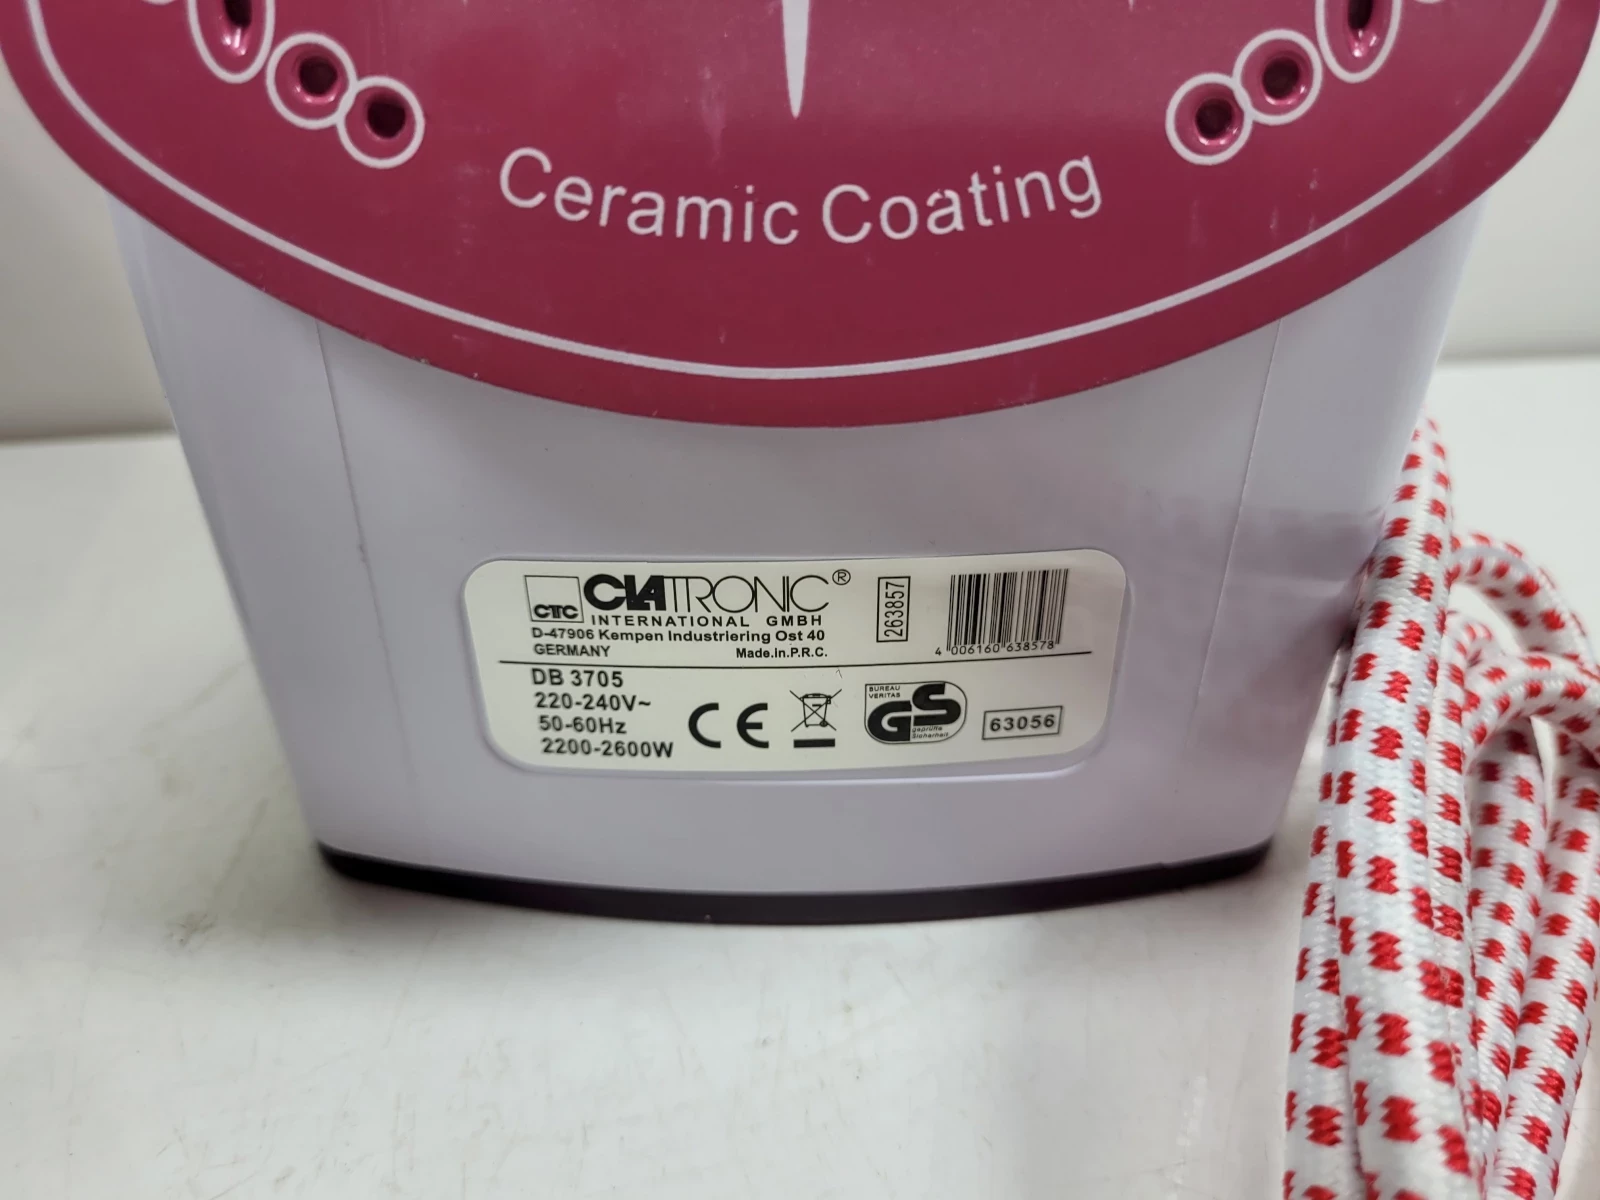 Ceramic Coating
CTC CLATRONIC®
INTERNATIONAL GMBH
D-47906 Kempen Industriering Ost 40
GERMANY Made.In.P.R.C.
263857
4 006160 638578
DB 3705
220-240V~
50-60Hz
2200-2600W
CE
BUREAU
VERITAS
GS
geprüfte
Sicherheit
63056